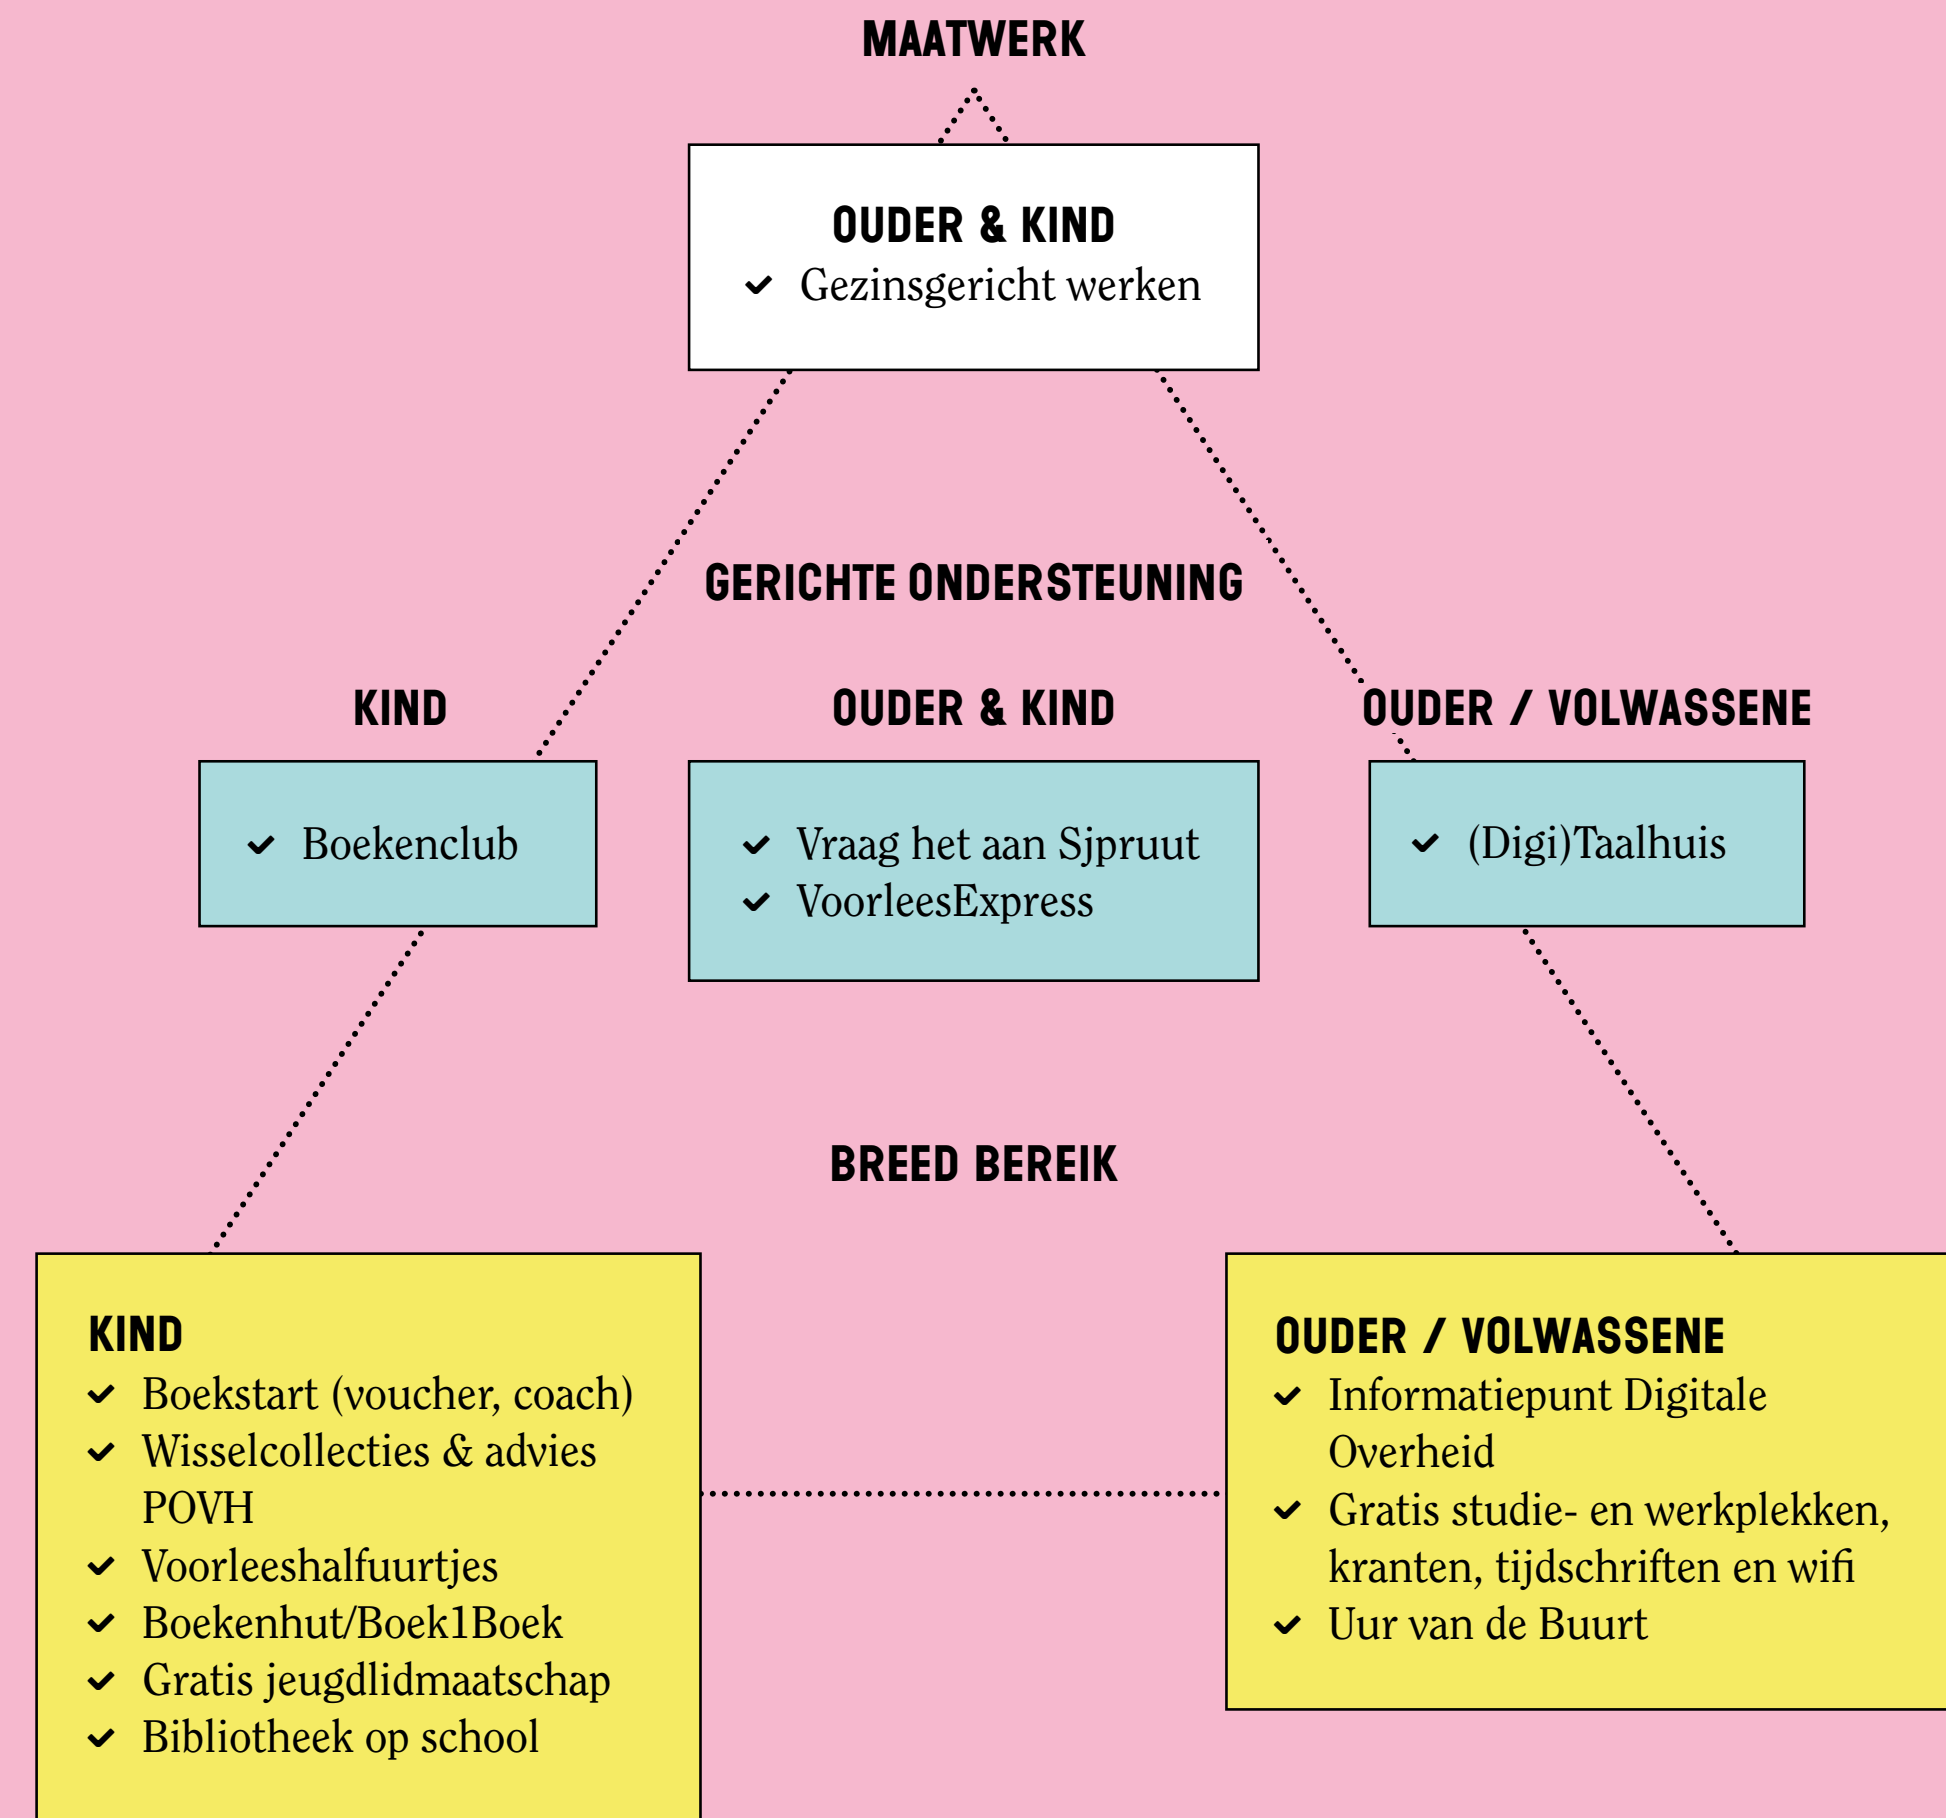 MAATWERK
OUDER & KIND
✔ Gezinsgericht werken
GERICHTE ONDERSTEUNING
KIND
✔ Boekenclub
OUDER & KIND
✔ Vraag het aan Sjpruut
✔ VoorleesExpress
OUDER / VOLWASSENE
✔ (Digi)Taalhuis
BREED BEREIK
KIND
✔ Boekstart (voucher, coach)
✔ Wisselcollecties & advies
POVH
✔ Voorleeshalfuurtjes
✔ Boekenhut/Boek1Boek
✔ Gratis jeugdlidmaatschap
✔ Bibliotheek op school
OUDER / VOLWASSENE
✔ Informatiepunt Digitale
Overheid
✔ Gratis studie- en werkplekken,
kranten, tijdschriften en wifi
✔ Uur van de Buurt